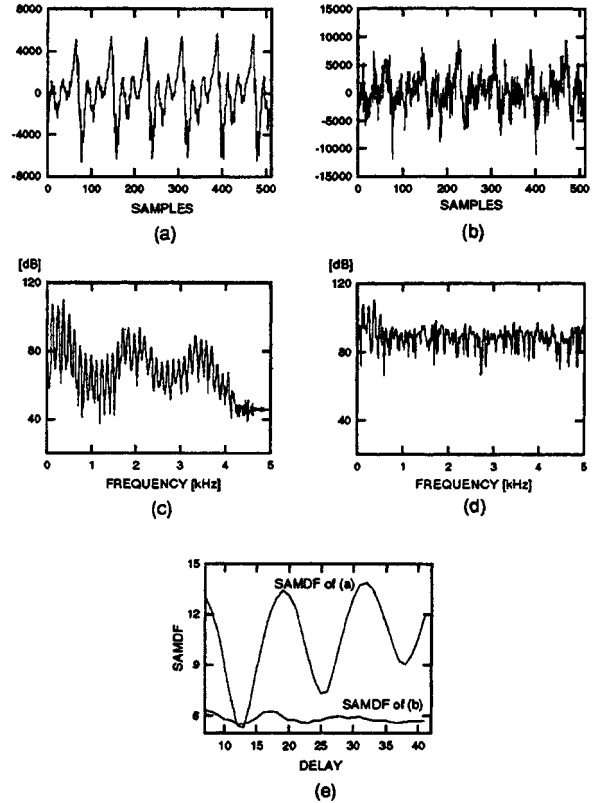 8000 4000 0 -4000 -8000
0 100 200 300 400 500
SAMPLES
(a)
15000 10000 5000 0 -5000 -10000 -15000
0 100 200 300 400 500
SAMPLES
(b)
[dB]
120 80 40
0 1 2 3 4 5
FREQUENCY [kHz]
(c)
[dB]
120 80 40
0 1 2 3 4 5
FREQUENCY [kHz]
(d)
15 12 9 6
SAMDF
SAMDF of (a)
SAMDF of (b)
10 15 20 25 30 35 40
DELAY
(e)